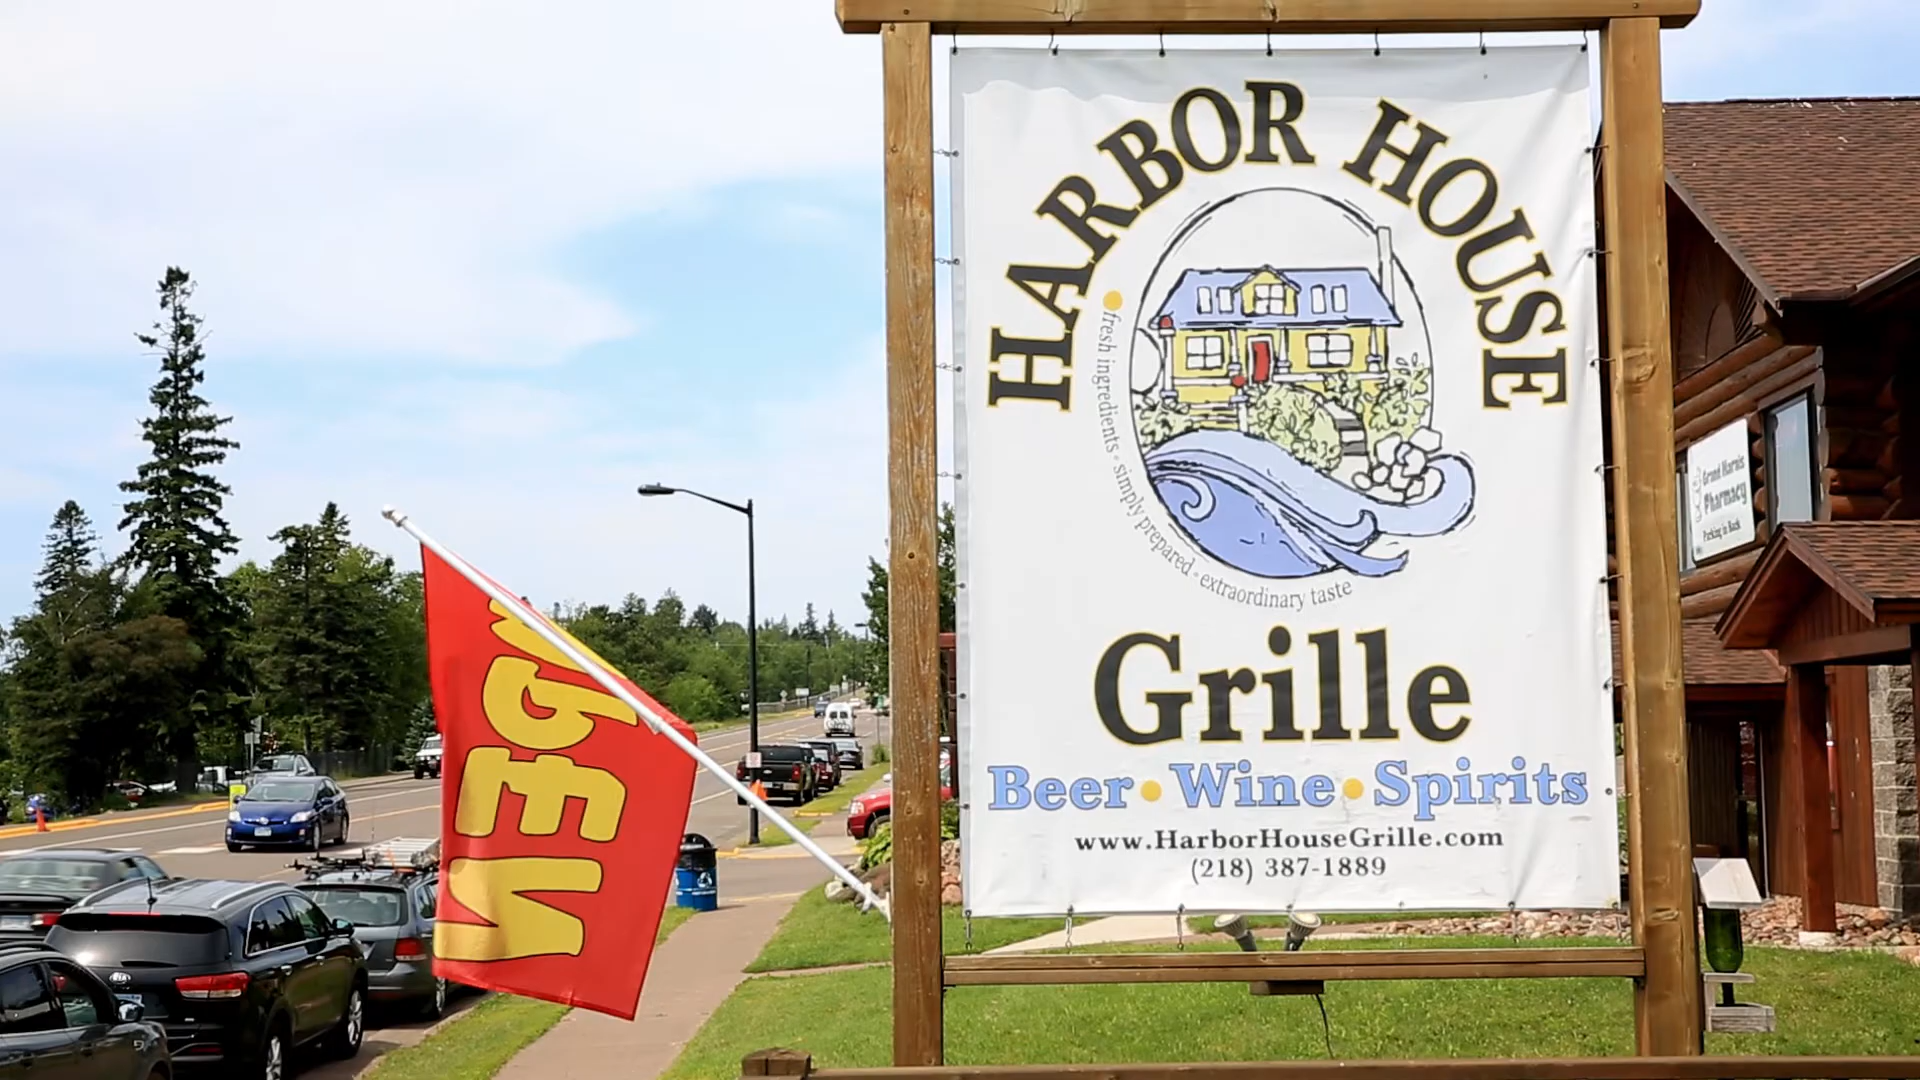 HARBOR HOUSE
fresh ingredients · simply prepared · extraordinary taste
Grille
Beer • Wine • Spirits
www.HarborHouseGrille.com
(218) 387-1889
Grand Marais
Pharmacy
Parking in Back
KIA